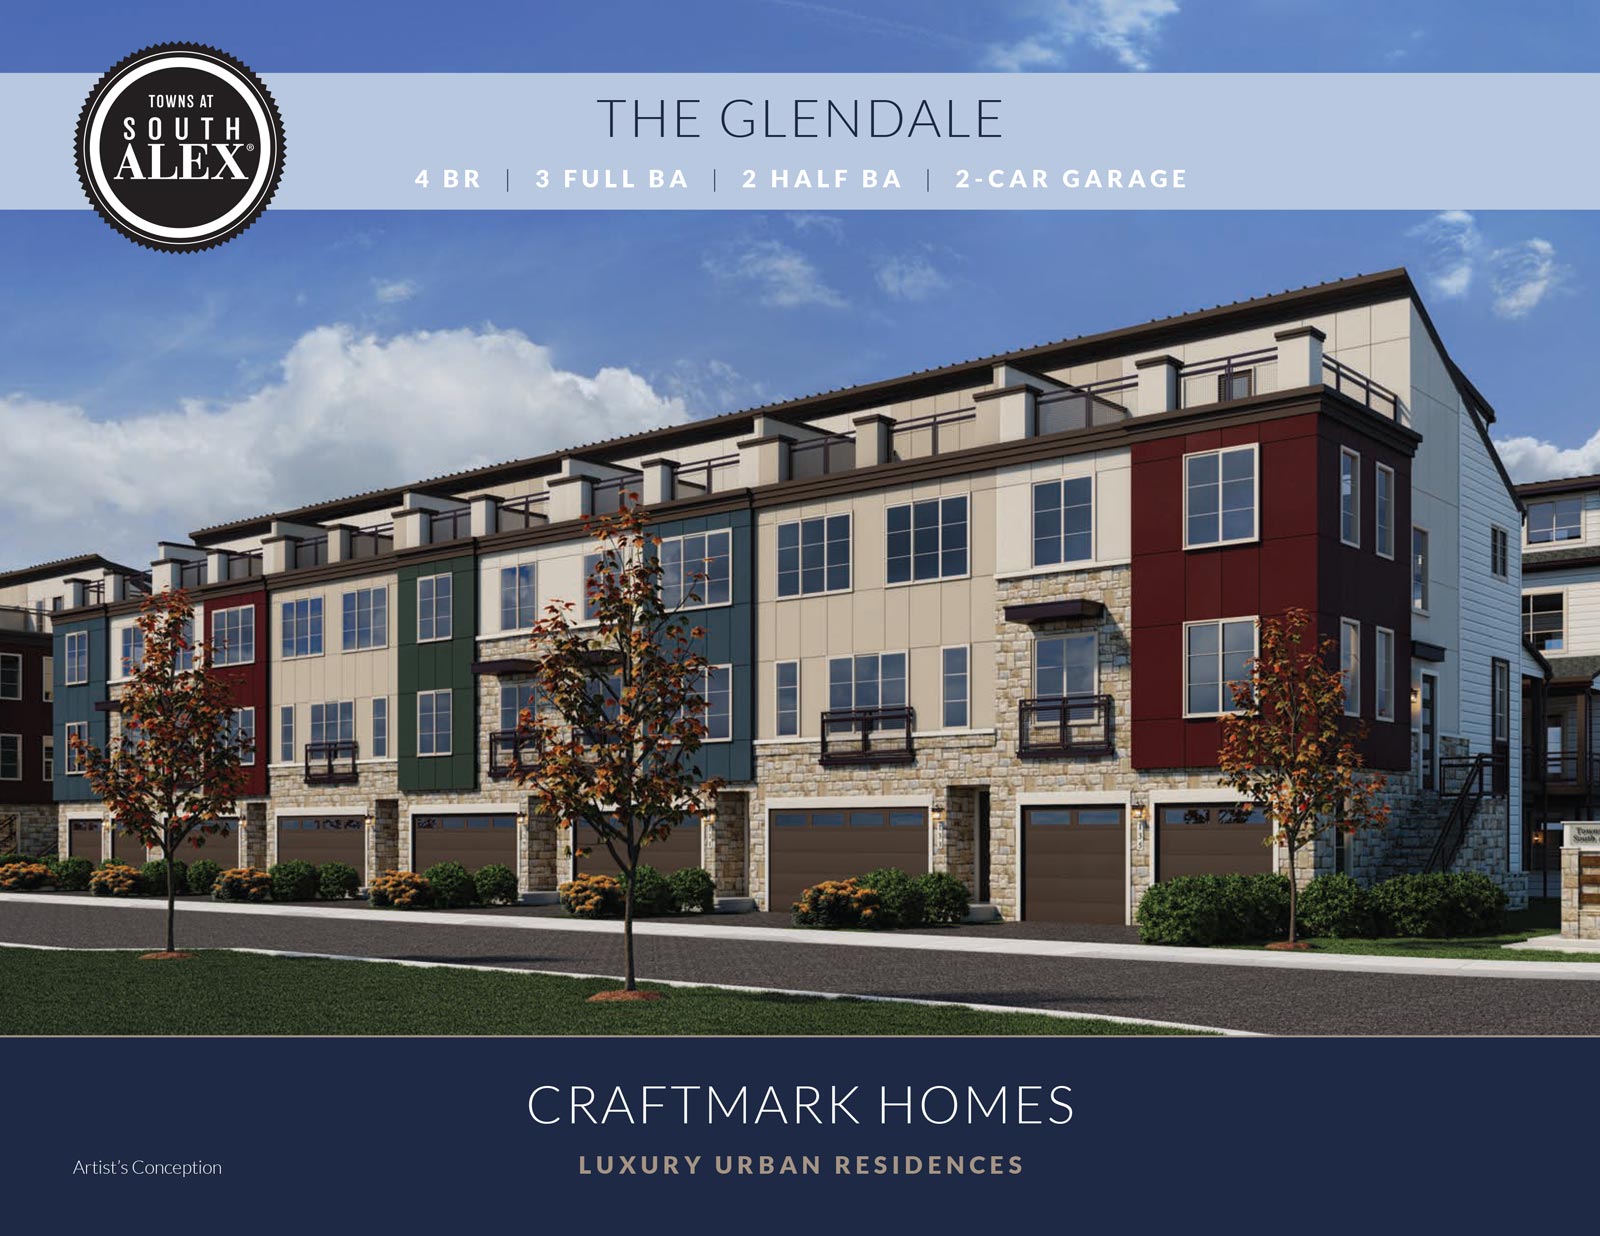 TOWNS AT
SOUTH
ALEX®
THE GLENDALE
4 BR | 3 FULL BA | 2 HALF BA | 2-CAR GARAGE
Towns
South
CRAFTMARK HOMES
LUXURY URBAN RESIDENCES
Artist's Conception